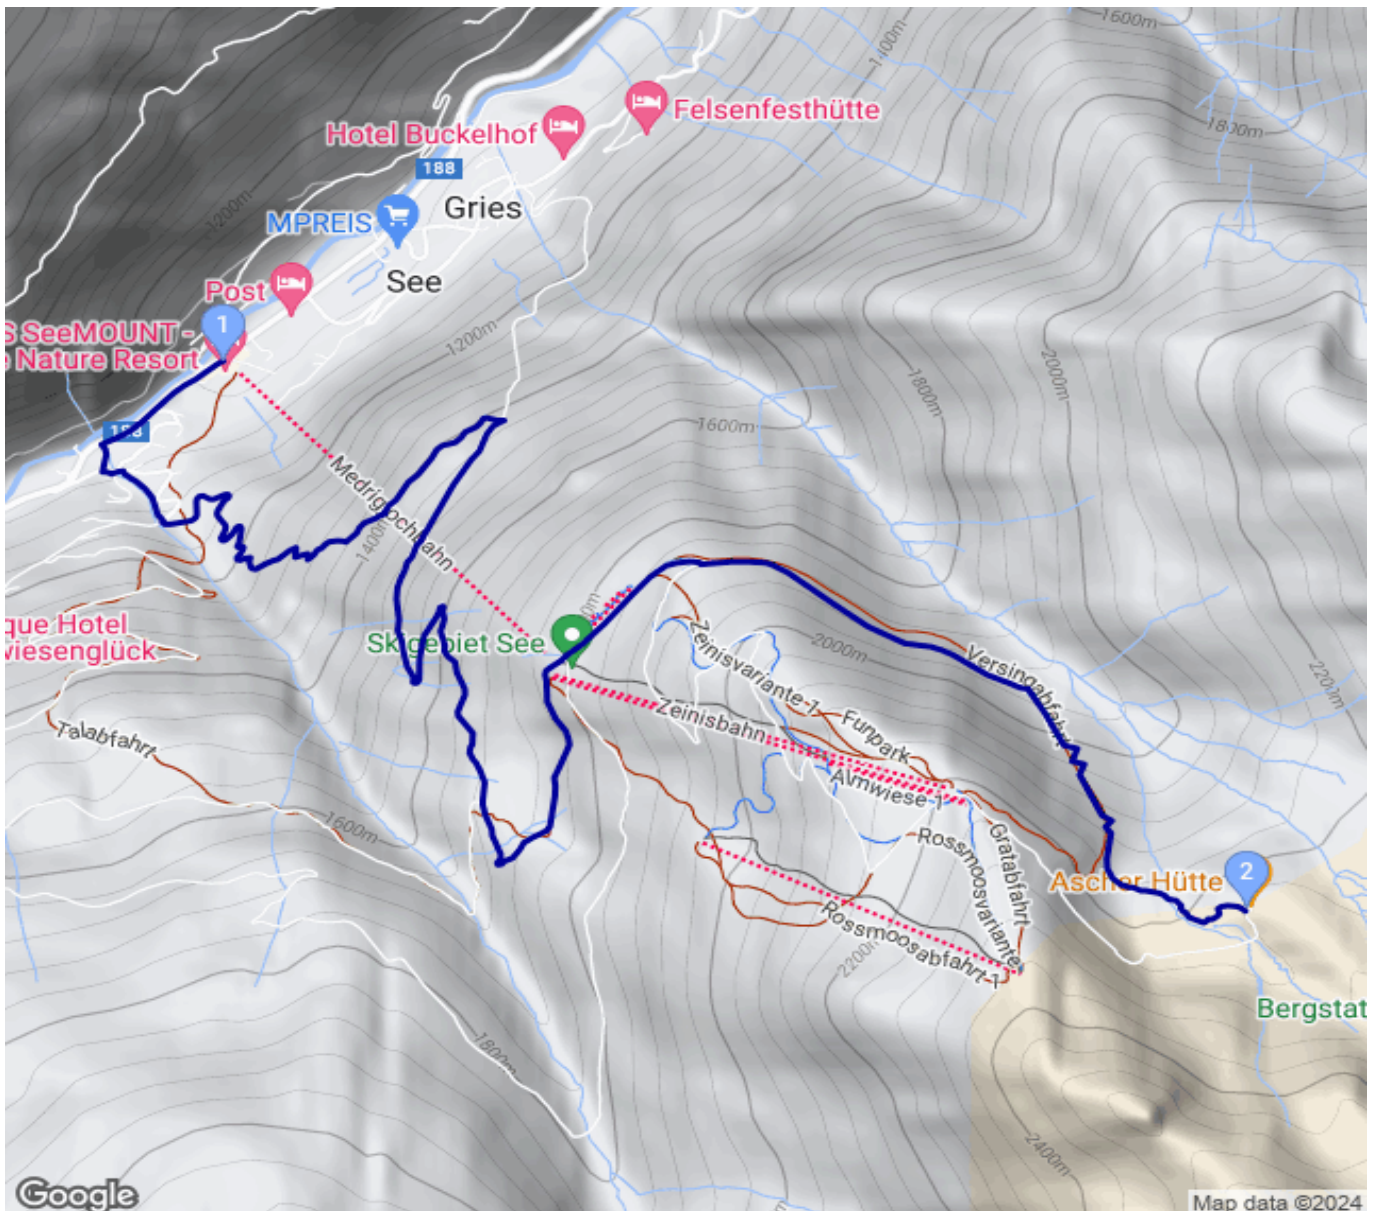 1600m
1400m
Felsenfesthütte
Hotel Buckelhof
1800m
188
1200m
Gries
MPREIS
See
Post
1
S SeeMOUNT -
Nature Resort
1200m
2000m
1800m
1600m
188
Medrigjochbahn
1400m
que Hotel
wiesenglück
Skigebiet See
2000m
Zeinisvariante 1
Versingabfahrt
2200m
Zeinisbahn
Funpark
Talabfahrt
Almwiese 1
1600m
Rossmoosvariante
Gratabfahrt
Ascher Hütte
2
Rossmoosabfahrt 1
2200m
Bergstat
1800m
2400m
Google
Map data ©2024